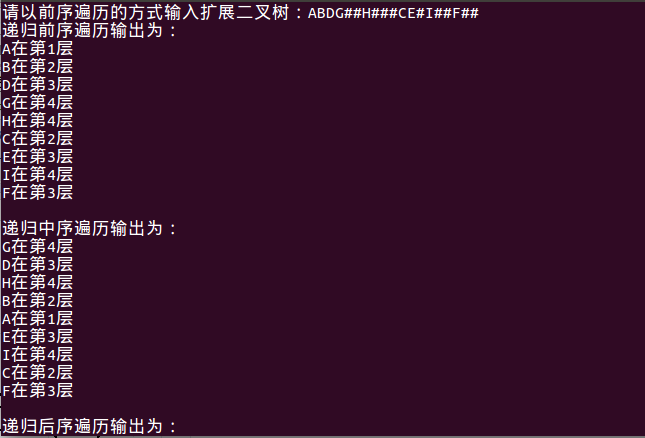 请以前序遍历的方式输入扩展二叉树：ABDG##H###CE#I##F##
递归前序遍历输出为：
A在第1层
B在第2层
D在第3层
G在第4层
H在第4层
C在第2层
E在第3层
I在第4层
F在第3层
递归中序遍历输出为：
G在第4层
D在第3层
H在第4层
B在第2层
A在第1层
E在第3层
I在第4层
C在第2层
F在第3层
递归后序遍历输出为：